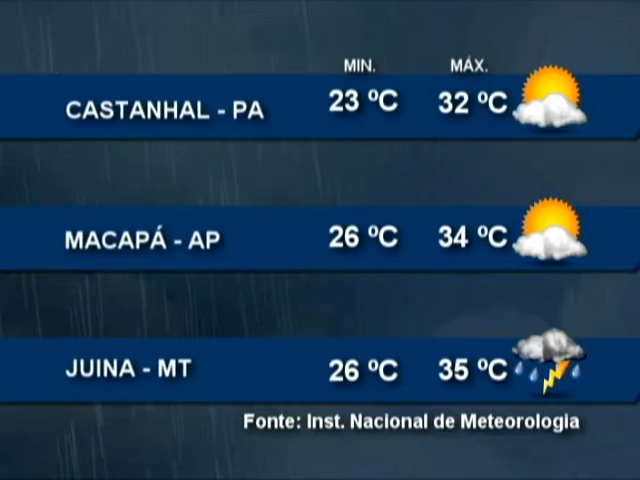 MIN. MÁX.
CASTANHAL - PA 23 ºC 32 ºC
MACAPÁ - AP 26 ºC 34 ºC
JUINA - MT 26 ºC 35 ºC
Fonte: Inst. Nacional de Meteorologia